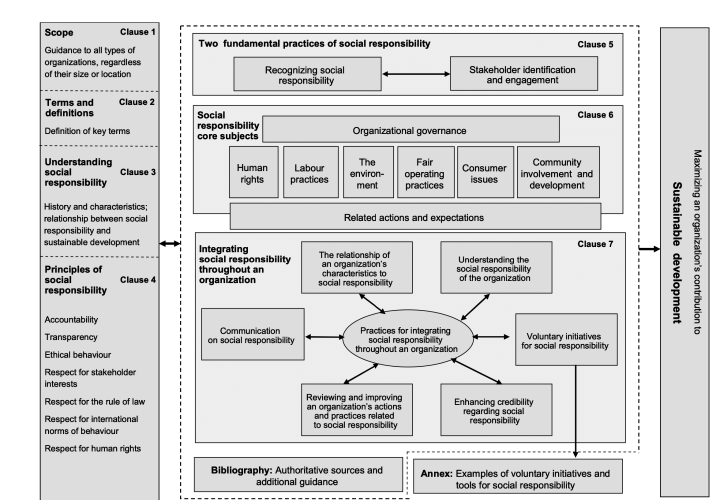 Scope Clause 1
Guidance to all types of
organizations, regardless
of their size or location
Terms and
definitions Clause 2
Definition of key terms
Understanding
social Clause 3
responsibility
History and characteristics;
relationship between social
responsibility and
sustainable development
Principles of
social Clause 4
responsibility
Accountability
Transparency
Ethical behaviour
Respect for stakeholder
interests
Respect for the rule of law
Respect for international
norms of behaviour
Respect for human rights
Two fundamental practices of social responsibility Clause 5
Recognizing social
responsibility
Stakeholder identification
and engagement
Social
responsibility
core subjects
Clause 6
Organizational governance
Human
rights
Labour
practices
The
environ-
ment
Fair
operating
practices
Consumer
issues
Community
involvement and
development
Related actions and expectations
Integrating
social responsibility
throughout an
organization
Clause 7
The relationship of
an organization's
characteristics to
social responsibility
Understanding the
social responsibility
of the organization
Communication
on social responsibility
Practices for integrating
social responsibility
throughout an organization
Voluntary initiatives
for social responsibility
Reviewing and improving
an organization's actions
and practices related
to social responsibility
Enhancing credibility
regarding social
responsibility
Bibliography: Authoritative sources and
additional guidance
Annex: Examples of voluntary initiatives and
tools for social responsibility
Maximizing an organization's contribution to
Sustainable development